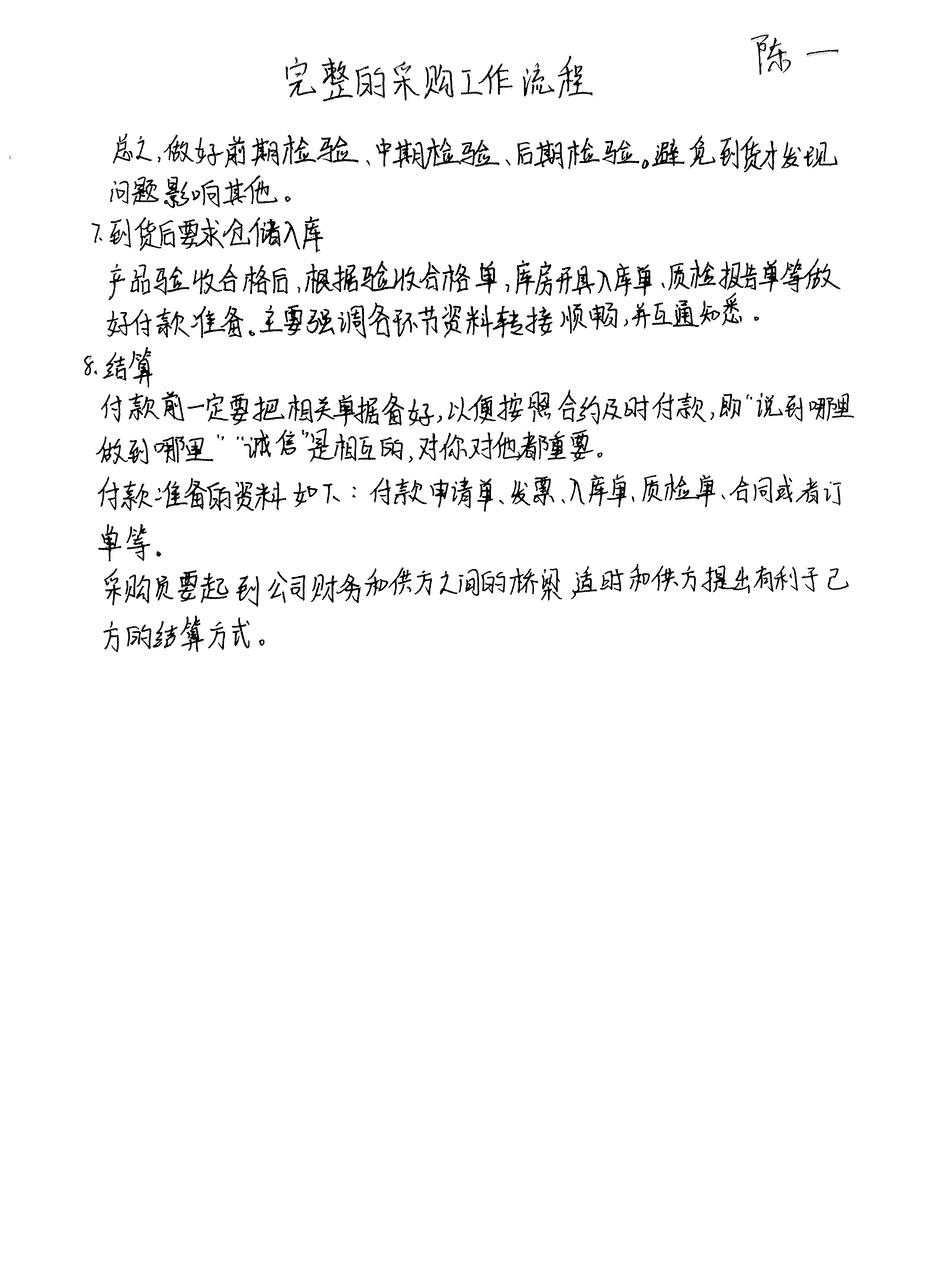 陈一
完整的采购工作流程
总之,做好前期检验、中期检验、后期检验。避免到货才发现
问题影响其他。
7.到货后要求仓储入库
产品验收合格后,根据验收合格单,库房开具入库单、质检报告单等做
好付款准备。主要强调各环节资料转接顺畅,并互通知悉。
8.结算
付款前一定要把相关单据备好,以便按照合约及时付款,即“说到哪里
做到哪里”“诚信”是相互的,对你对他都重要。
付款准备的资料如下:付款申请单、发票、入库单、质检单、合同或者订
单等。
采购员要起到公司财务和供方之间的桥梁,适时和供方提出有利于己
方的结算方式。